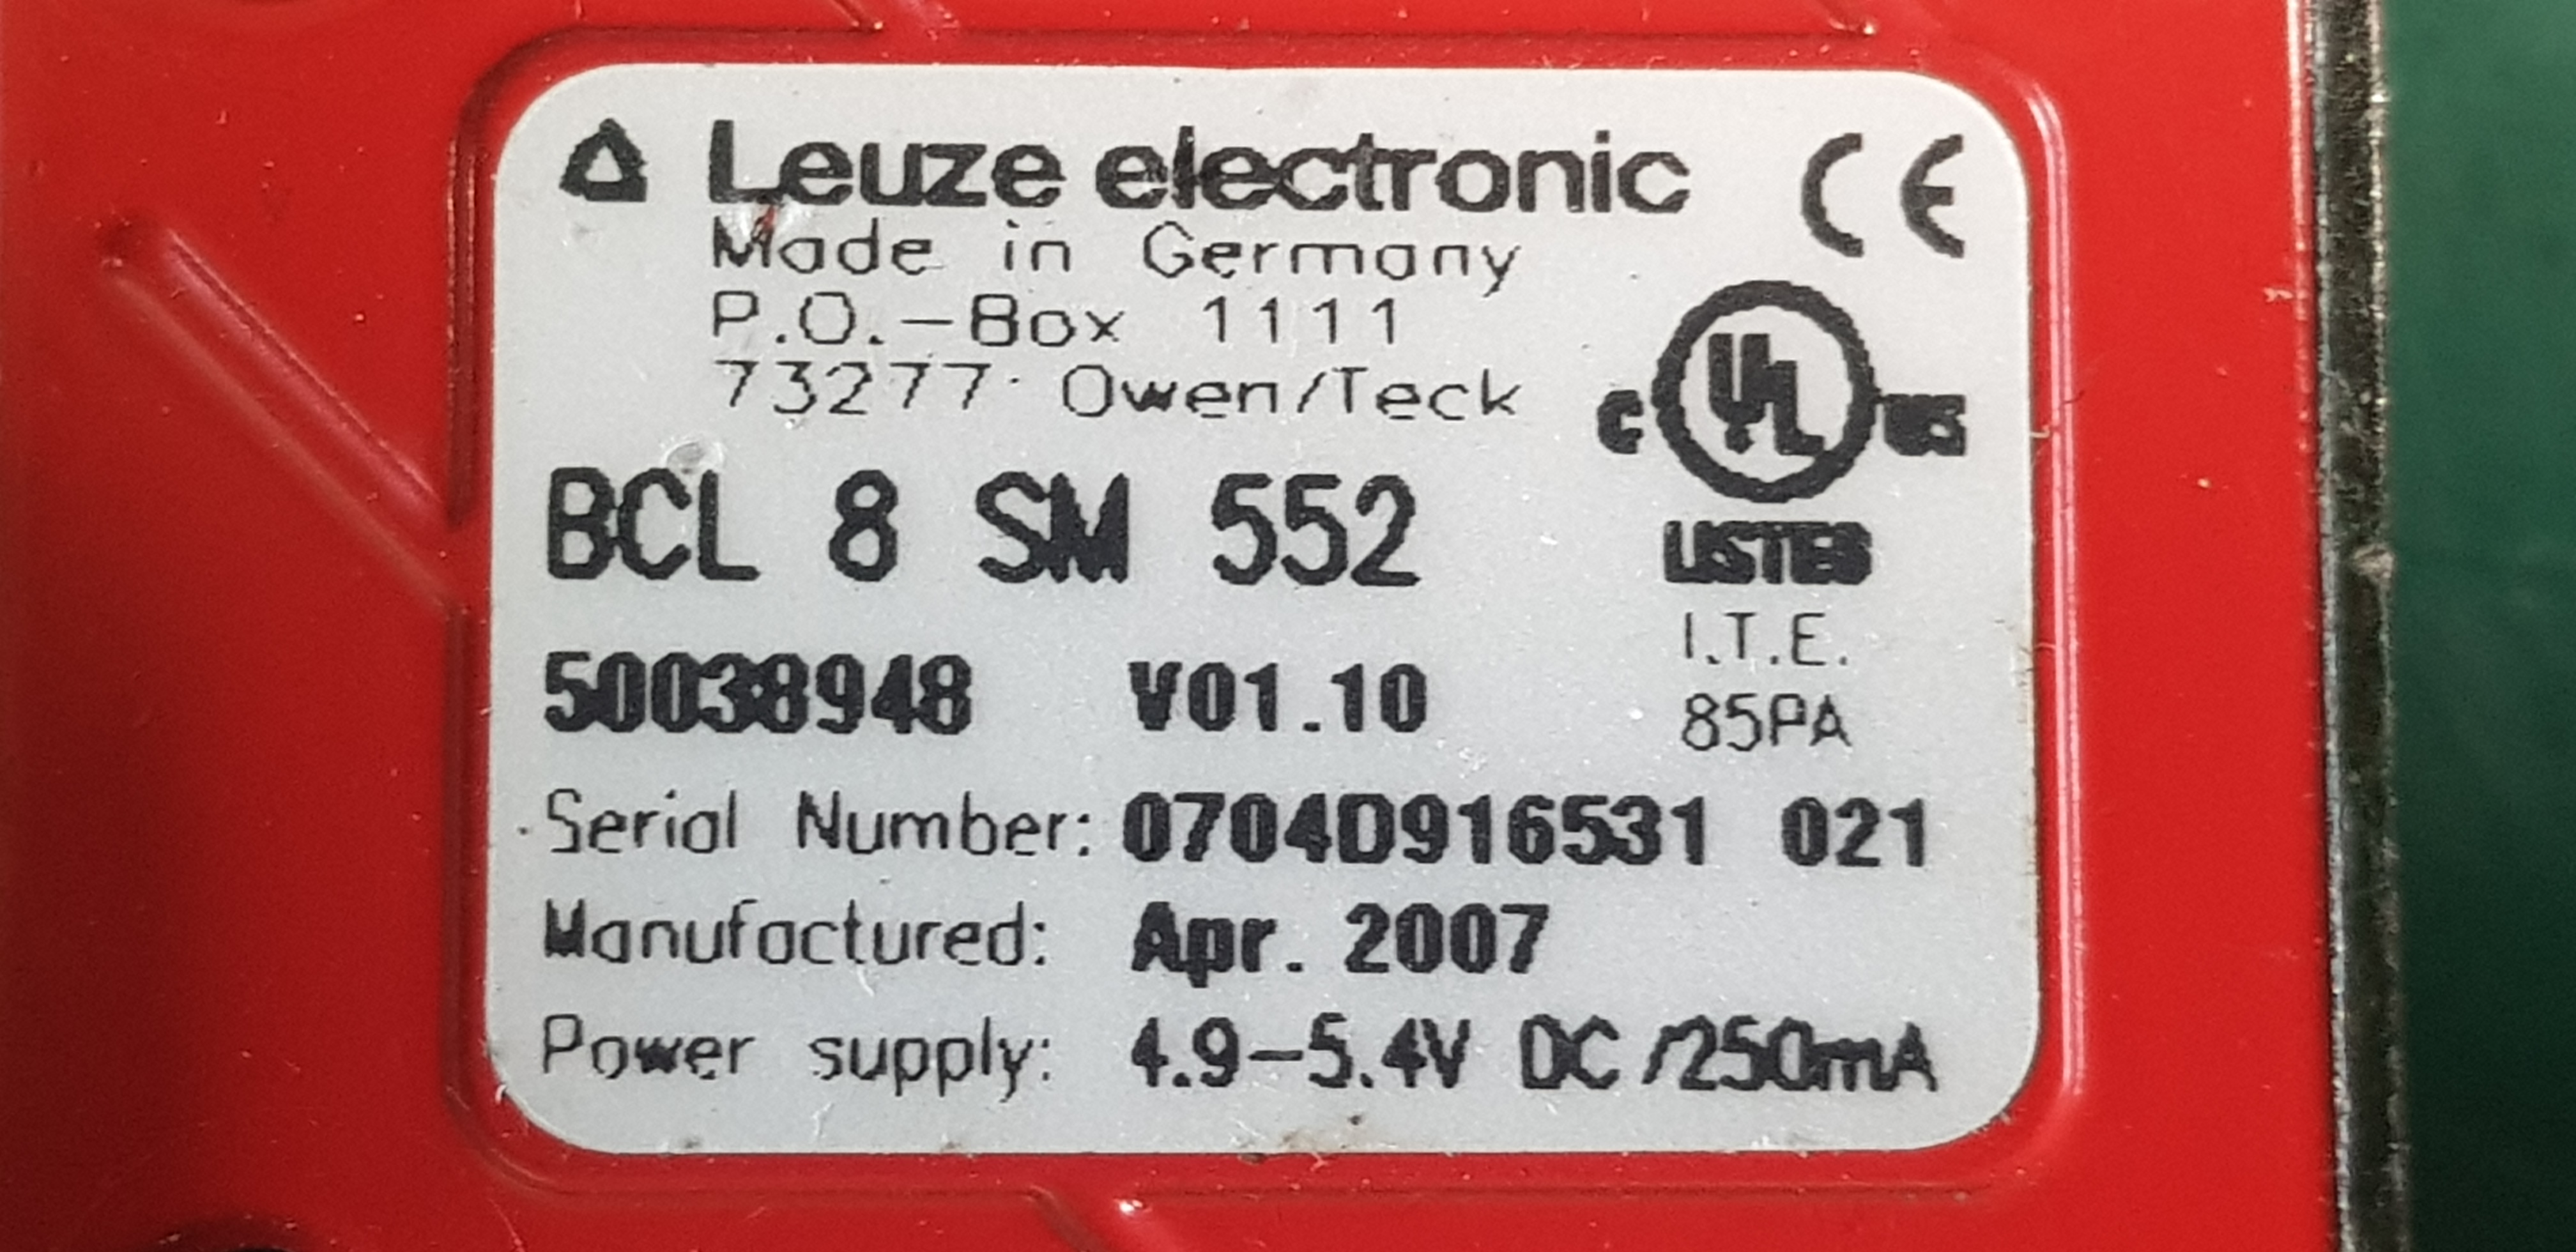 Leuze electronic CE
Made in Germany
P.O.-Box 1111
73277 Owen/Teck
C UL US
LISTED
BCL 8 SM 552
I.T.E.
85PA
50038948 V01.10
Serial Number: 0704D916531 021
Manufactured: Apr. 2007
Power supply: 4.9-5.4V DC /250mA